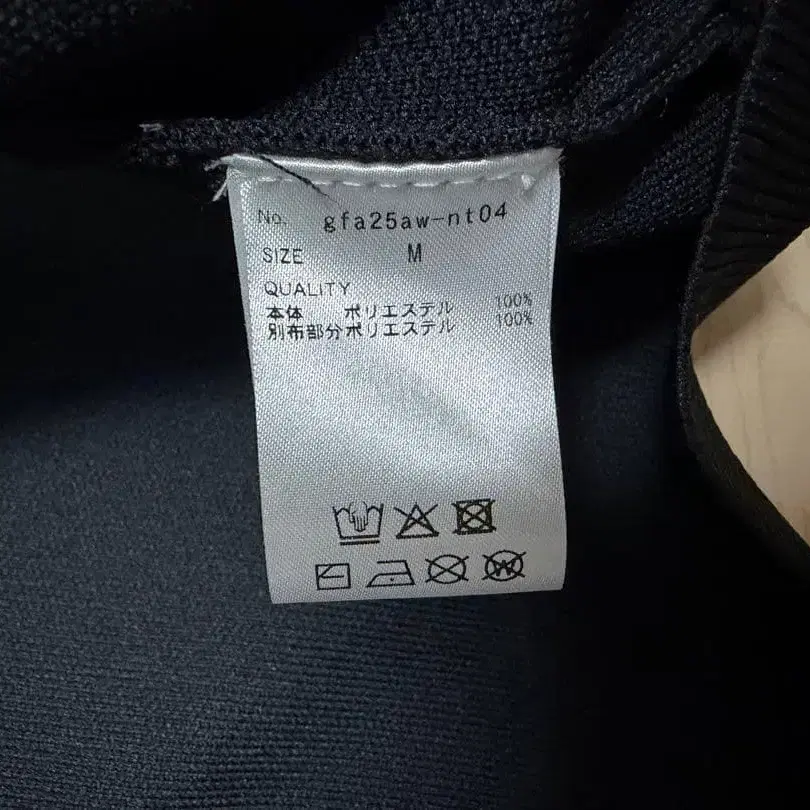 No. gfa25aw-nt04
SIZE M
QUALITY
本体 ポリエステル 100%
別布部分ポリエステル 100%